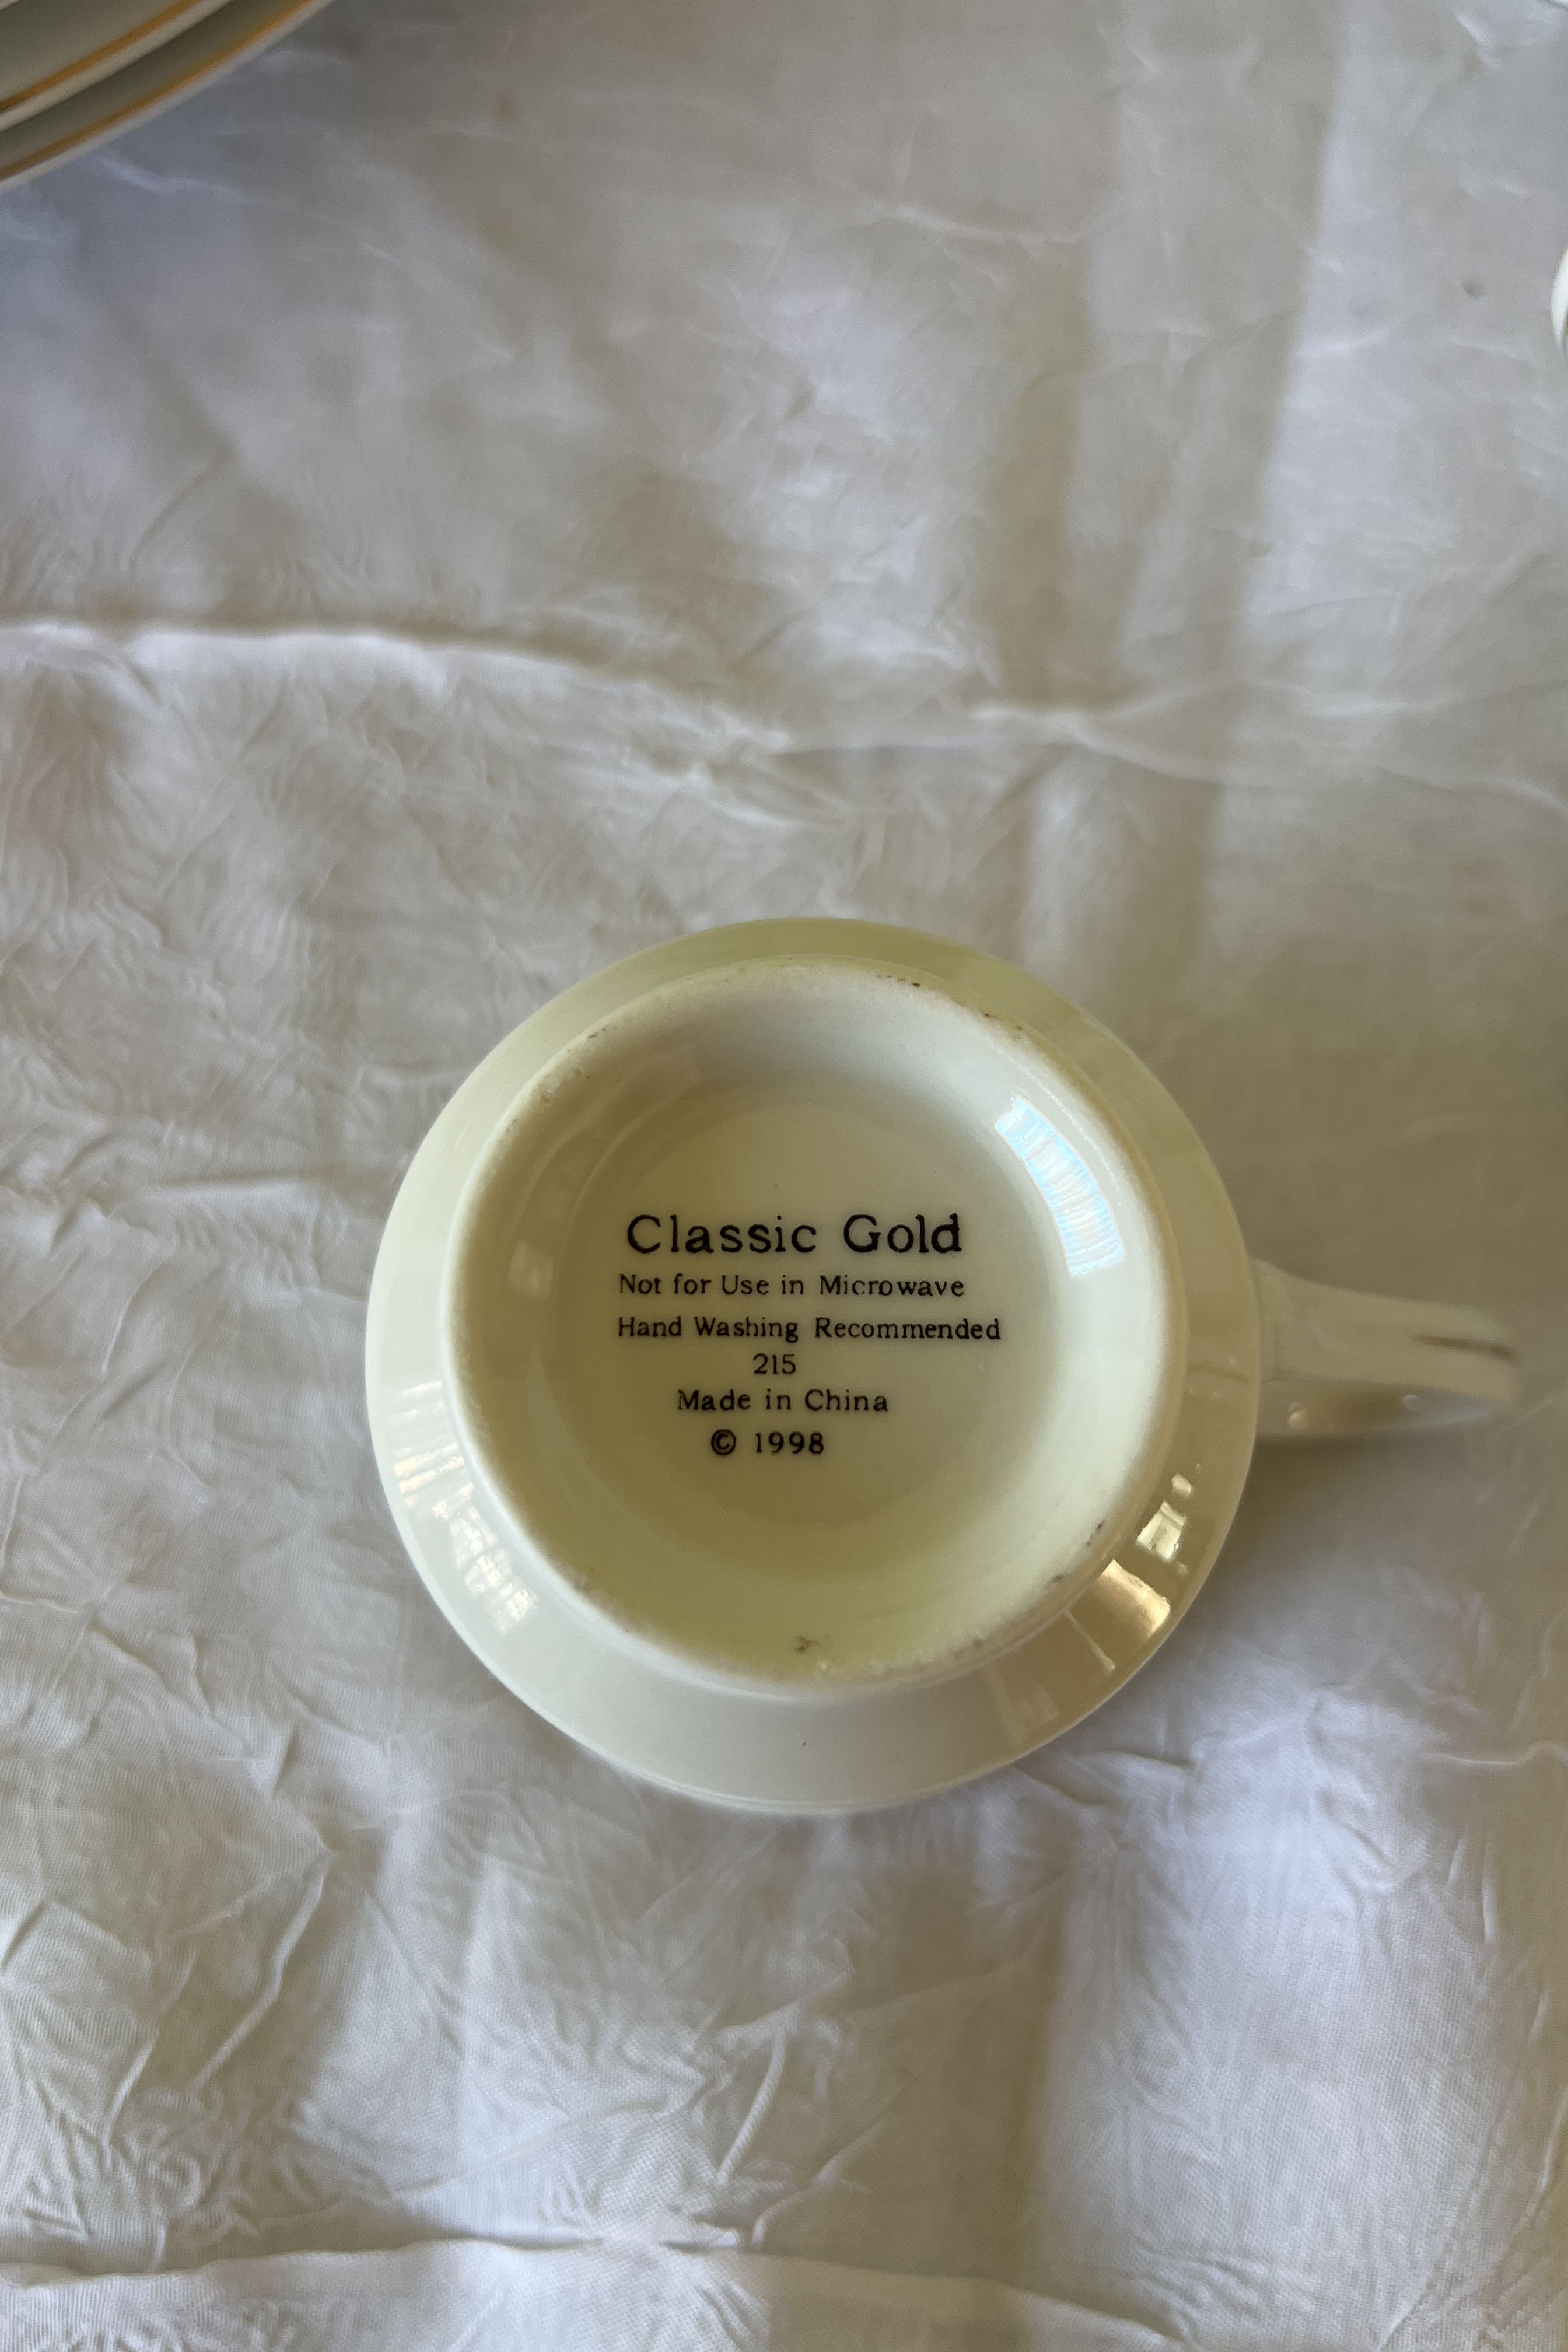 Classic Gold
Not for Use in Microwave
Hand Washing Recommended
215
Made in China
© 1998